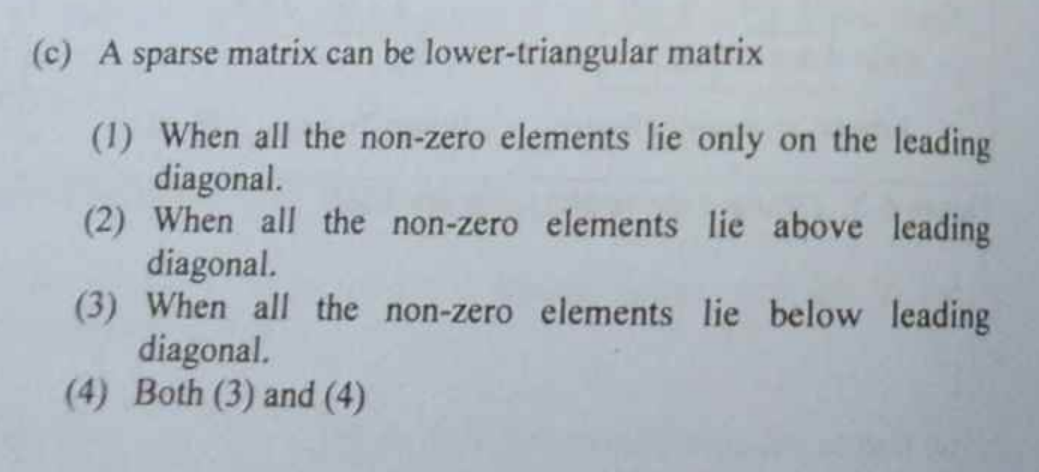 (c) A sparse matrix can be lower-triangular matrix
(1) When all the non-zero elements lie only on the leading
diagonal.
(2) When all the non-zero elements lie above leading
diagonal.
(3) When all the non-zero elements lie below leading
diagonal.
(4) Both (3) and (4)